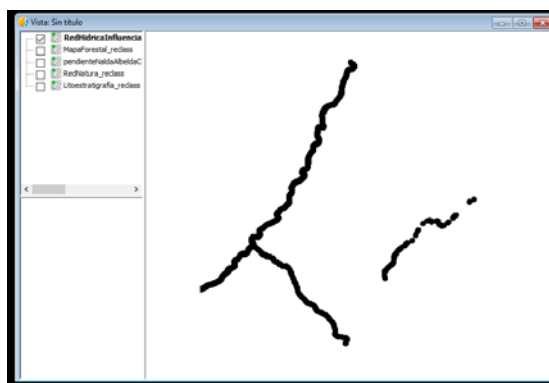 Vista: Sin título
RedHidricaInfluencia
MapaForestal_reclass
pendienteNaldaAlbeldaC
RedNatura_reclass
Litoestratigrafia_reclass